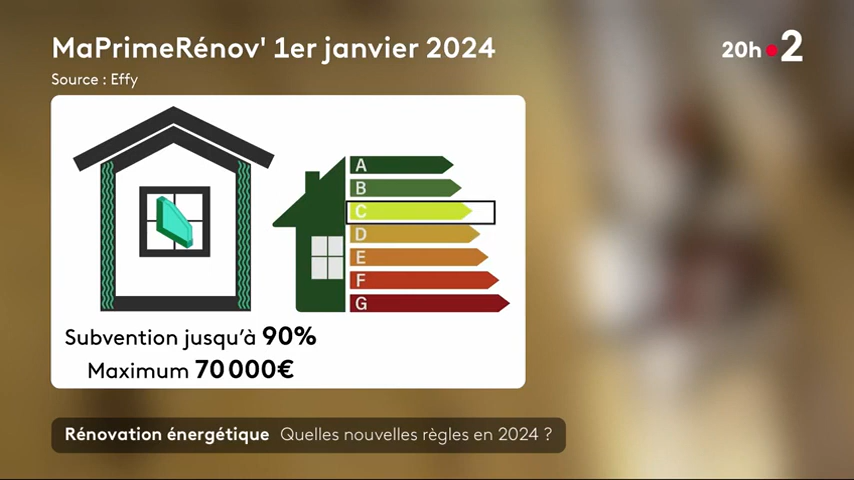 MaPrimeRénov' 1er janvier 2024
20h 2
Source : Effy
A
B
C
D
E
F
G
Subvention jusqu'à 90%
Maximum 70 000€
Rénovation énergétique Quelles nouvelles règles en 2024 ?